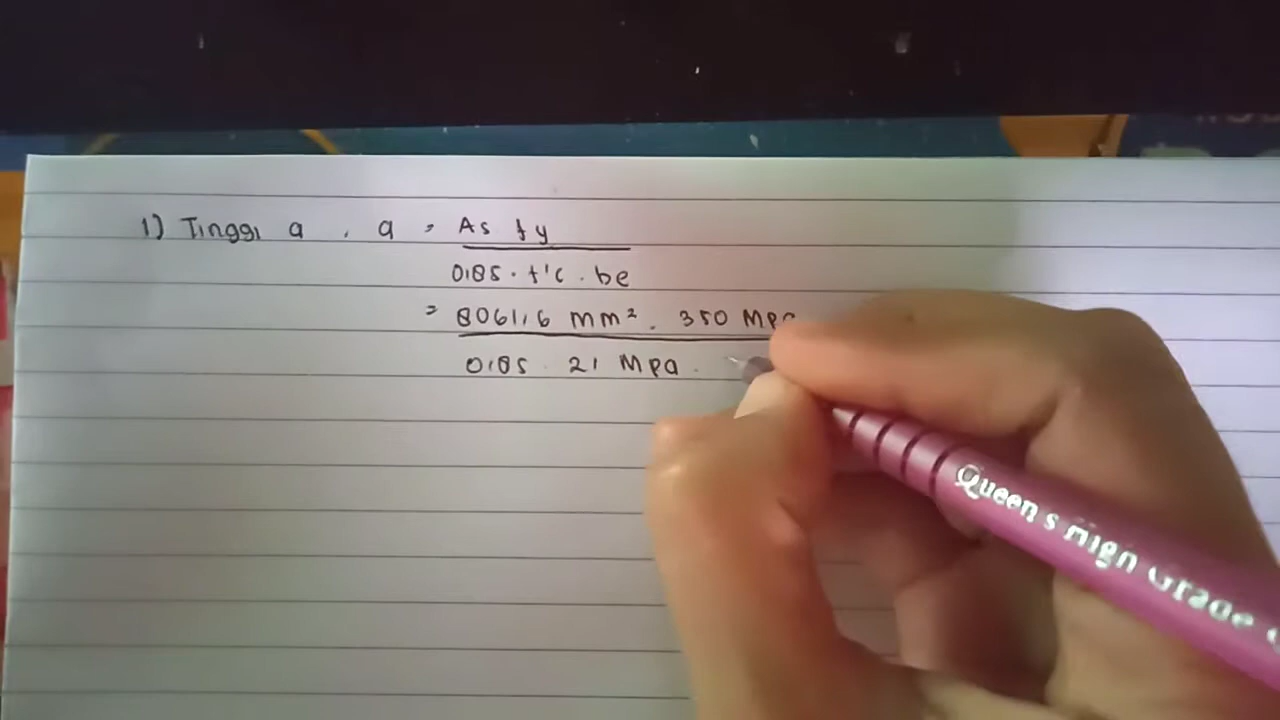 1) Tinggi a , a = As fy
0,85 . f'c . be
= 8061,6 mm² . 350 MPa
0,85 . 21 Mpa .
Queen's High Grade